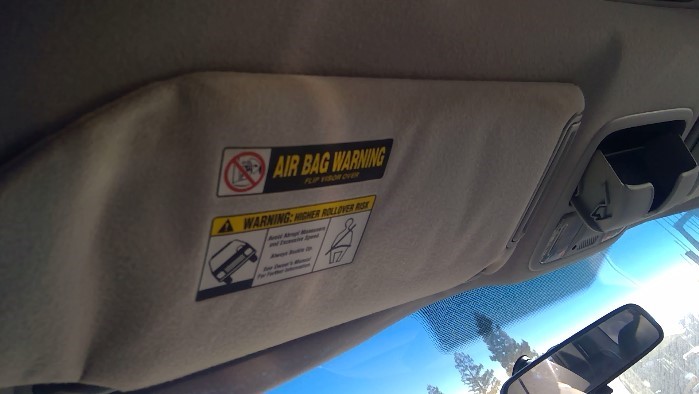 AIR BAG WARNING
FLIP VISOR OVER
WARNING: HIGHER ROLLOVER RISK
Avoid Abrupt Maneuvers
and Excessive Speed.
Always Buckle Up.
See Owner's Manual
For Further Information.